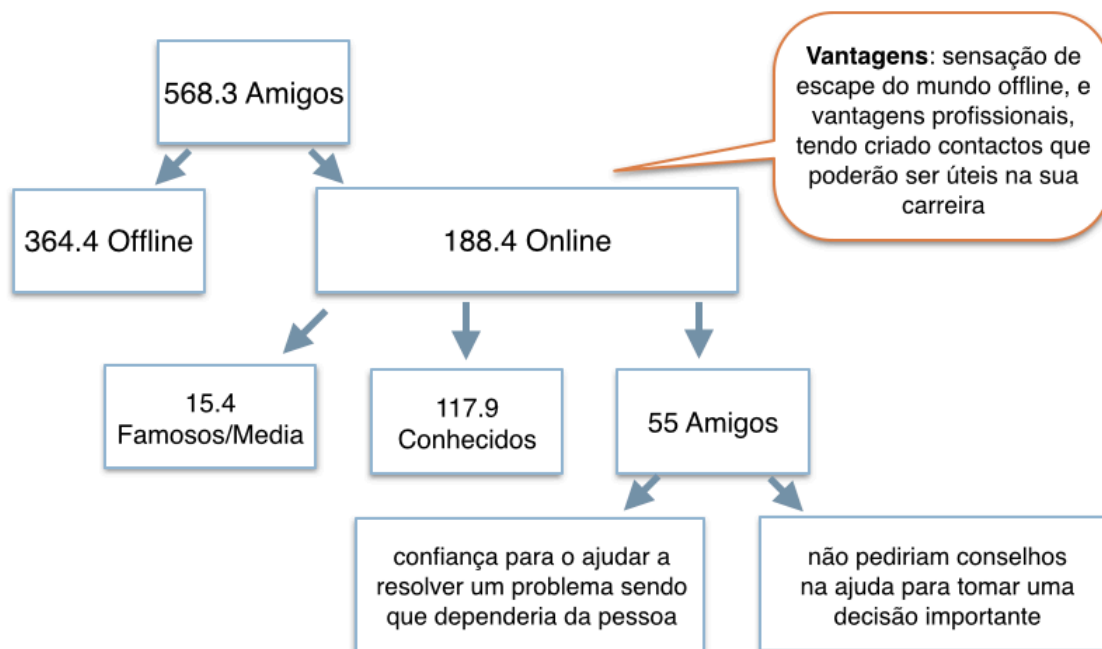 568.3 Amigos
Vantagens: sensação de
escape do mundo offline, e
vantagens profissionais,
tendo criado contactos que
poderão ser úteis na sua
carreira
364.4 Offline
188.4 Online
15.4
Famosos/Media
117.9
Conhecidos
55 Amigos
confiança para o ajudar a
resolver um problema sendo
que dependeria da pessoa
não pediriam conselhos
na ajuda para tomar uma
decisão importante